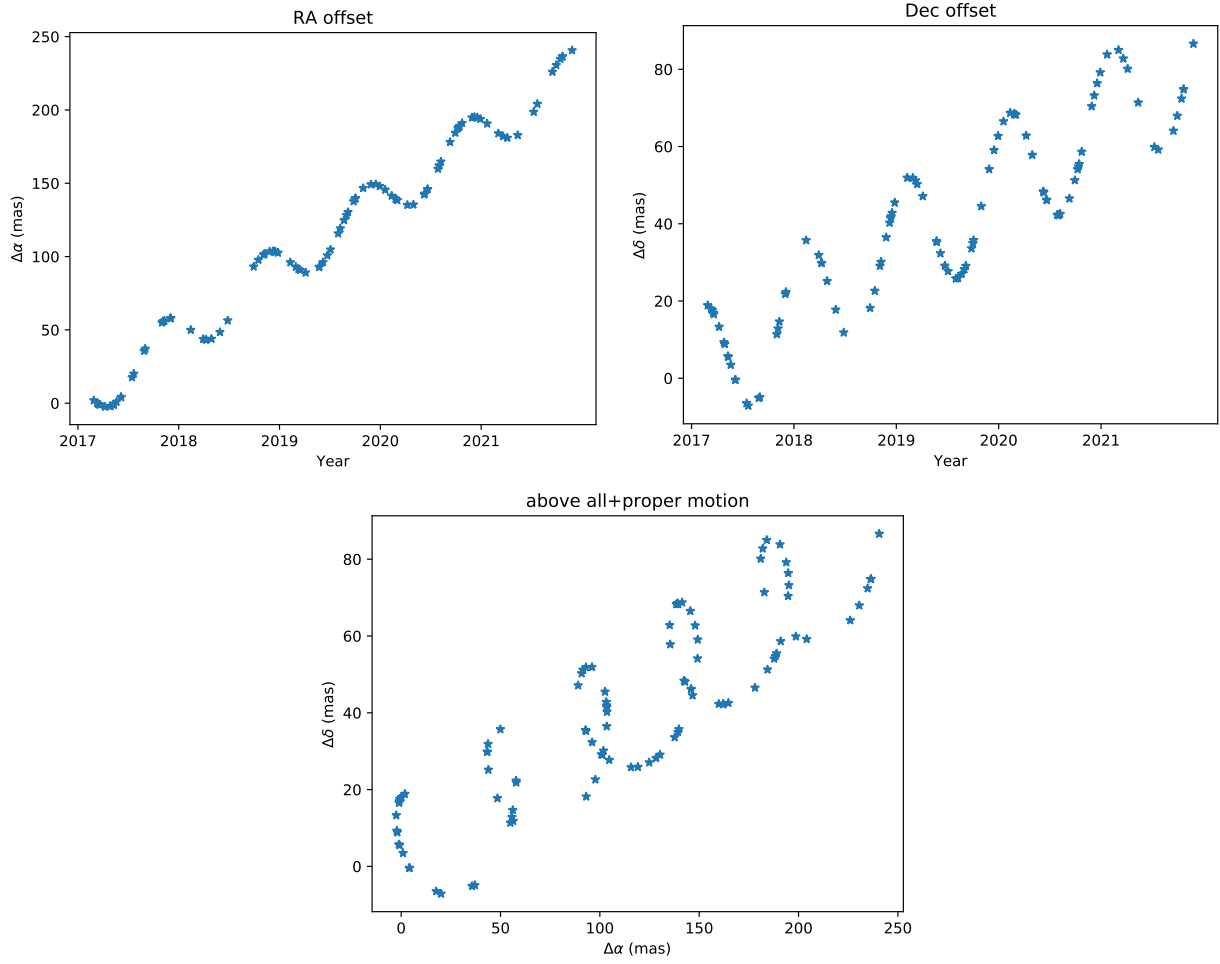 RA offset
250
200
150
100
50
0
Δα (mas)
2017 2018 2019 2020 2021
Year
Dec offset
80
60
40
20
0
Δδ (mas)
2017 2018 2019 2020 2021
Year
above all+proper motion
80
60
40
20
0
Δδ (mas)
0 50 100 150 200 250
Δα (mas)